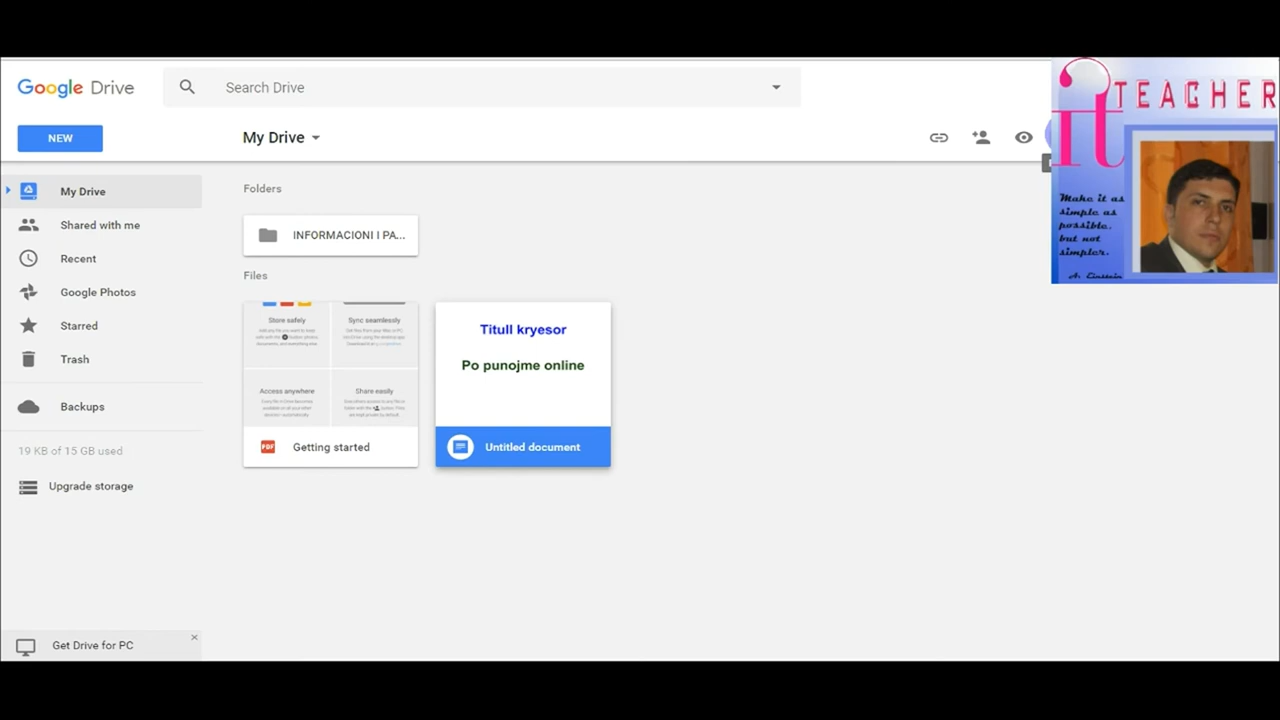 Google Drive
Search Drive
NEW
My Drive
My Drive
Shared with me
Recent
Google Photos
Starred
Trash
Backups
19 KB of 15 GB used
Upgrade storage
Get Drive for PC
Folders
INFORMACIONI I PA...
Files
Store safely
Sync seamlessly
Access anywhere
Share easily
PDF
Getting started
Titull kryesor
Po punojme online
Untitled document
it TEACHER
Make it as
simple as
possible,
but not
simpler.
A. Einstein